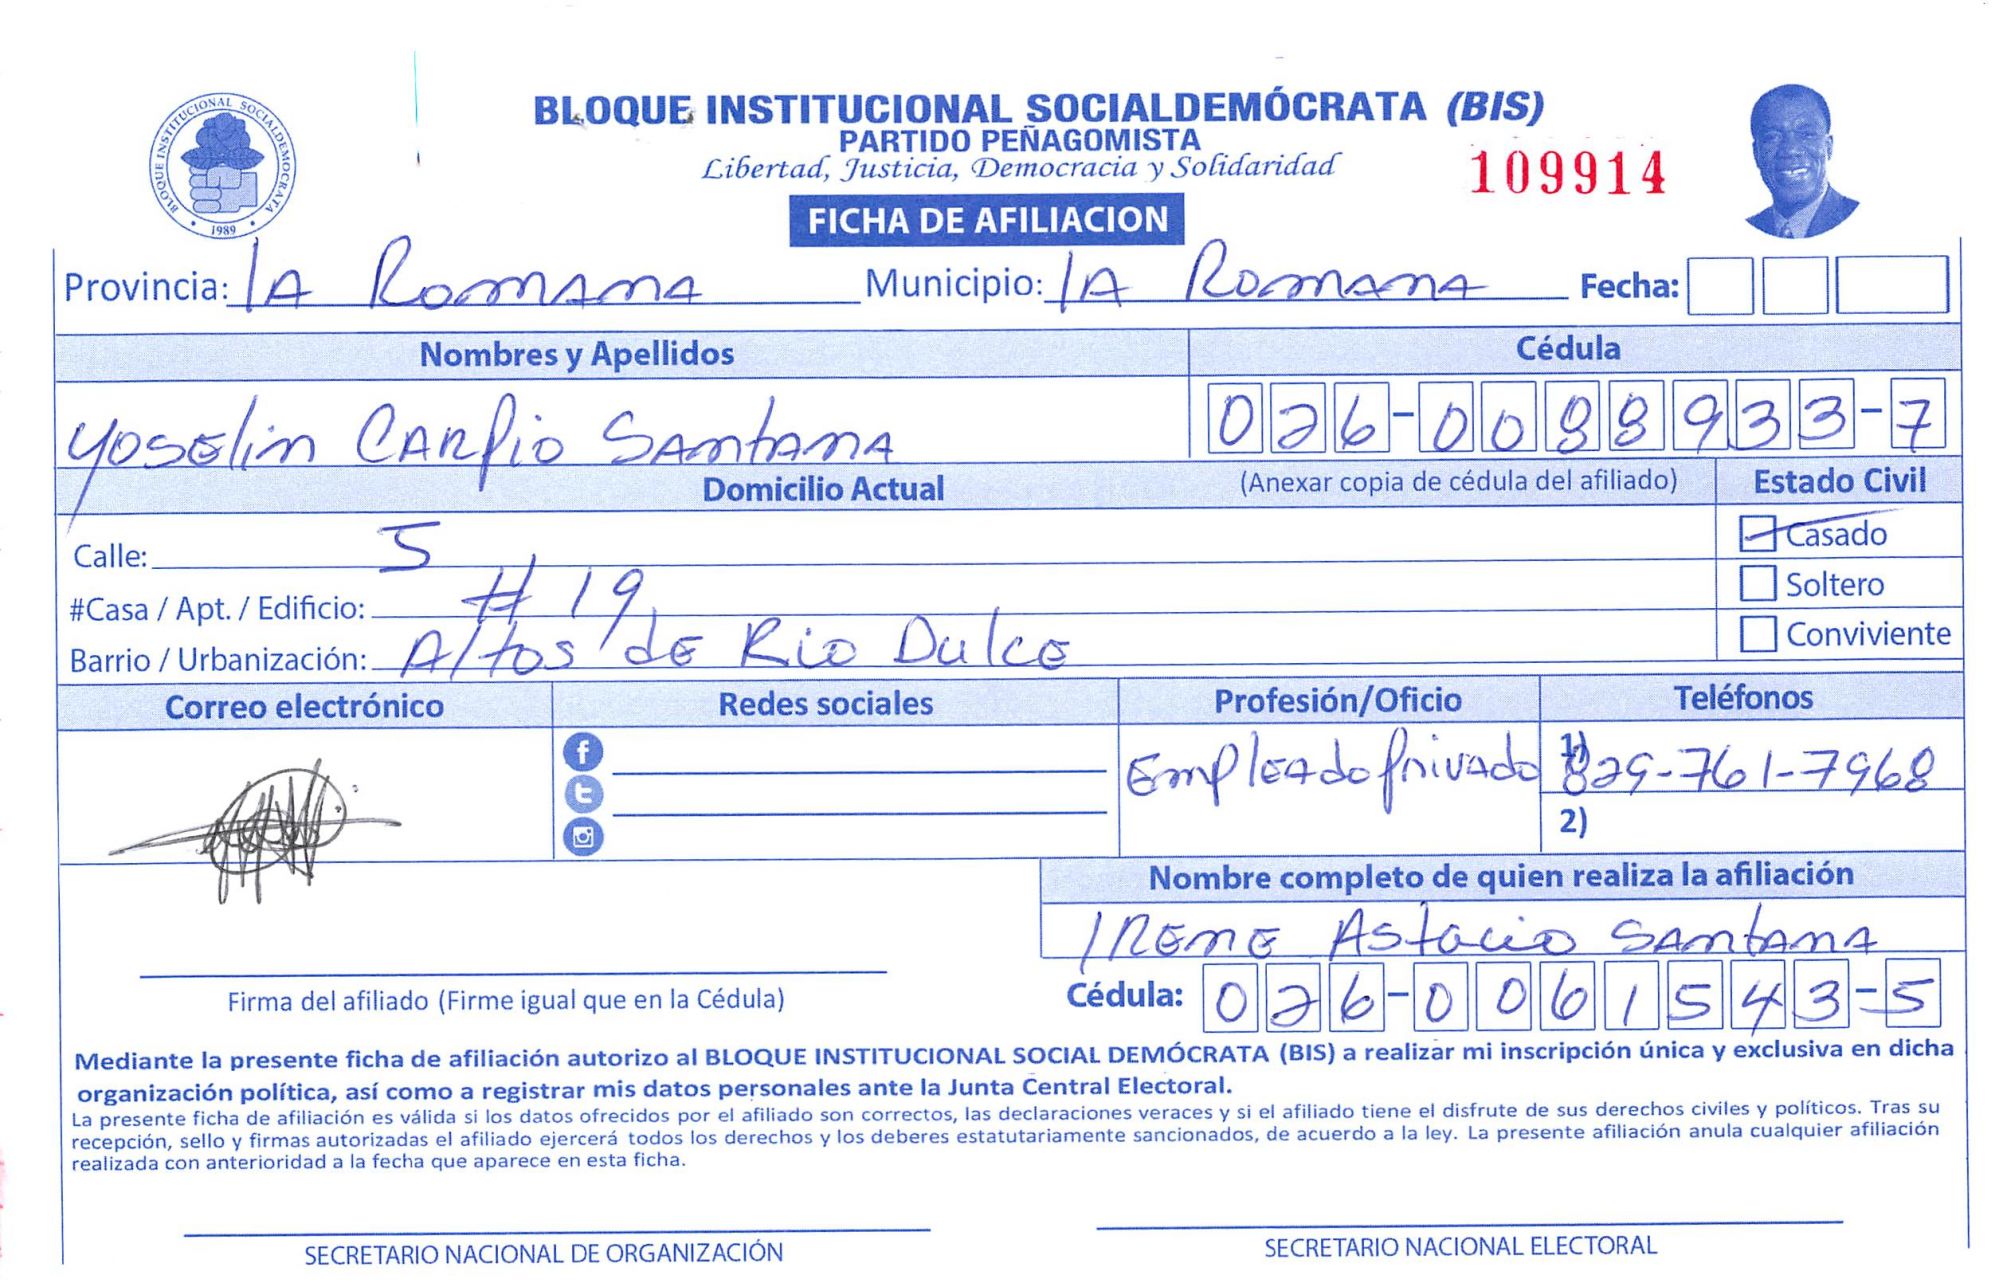 BLOQUE INSTITUCIONAL SOCIALDEMOCRATA
1989
BLOQUE INSTITUCIONAL SOCIALDEMÓCRATA (BIS)
PARTIDO PEÑAGOMISTA
Libertad, Justicia, Democracia y Solidaridad
109914
FICHA DE AFILIACION
Provincia: LA ROMANA Municipio: LA ROMANA Fecha:
Nombres y Apellidos Cédula
Yoselin Carpio Santana 026-0088933-7
Domicilio Actual (Anexar copia de cédula del afiliado) Estado Civil
Calle: 5 Casado
#Casa / Apt. / Edificio: # 19 Soltero
Barrio / Urbanización: Altos de Rio Dulce Conviviente
Correo electrónico Redes sociales Profesión/Oficio Teléfonos
Empleado privado 1) 829-761-7968
2)
Nombre completo de quien realiza la afiliación
IRENE Astacio Santana
Firma del afiliado (Firme igual que en la Cédula) Cédula: 026-0061543-5
Mediante la presente ficha de afiliación autorizo al BLOQUE INSTITUCIONAL SOCIAL DEMÓCRATA (BIS) a realizar mi inscripción única y exclusiva en dicha
organización política, así como a registrar mis datos personales ante la Junta Central Electoral.
La presente ficha de afiliación es válida si los datos ofrecidos por el afiliado son correctos, las declaraciones veraces y si el afiliado tiene el disfrute de sus derechos civiles y políticos. Tras su
recepción, sello y firmas autorizadas el afiliado ejercerá todos los derechos y los deberes estatutariamente sancionados, de acuerdo a la ley. La presente afiliación anula cualquier afiliación
realizada con anterioridad a la fecha que aparece en esta ficha.
SECRETARIO NACIONAL DE ORGANIZACIÓN SECRETARIO NACIONAL ELECTORAL